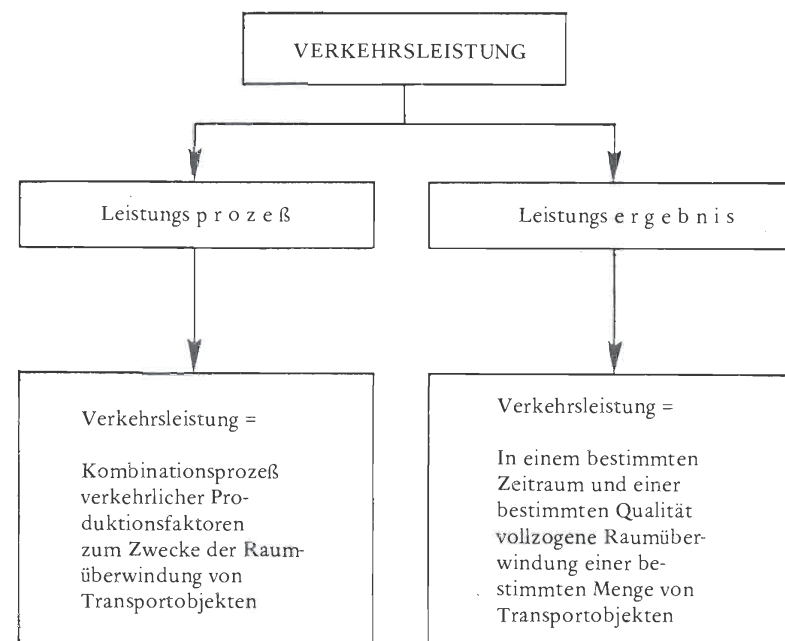 VERKEHRSLEISTUNG
Leistungs p r o z e ß
Leistungs e r g e b n i s
Verkehrsleistung =
Kombinationsprozeß
verkehrlicher Pro-
duktionsfaktoren
zum Zwecke der Raum-
überwindung von
Transportobjekten
Verkehrsleistung =
In einem bestimmten
Zeitraum und einer
bestimmten Qualität
vollzogene Raumüber-
windung einer be-
stimmten Menge von
Transportobjekten